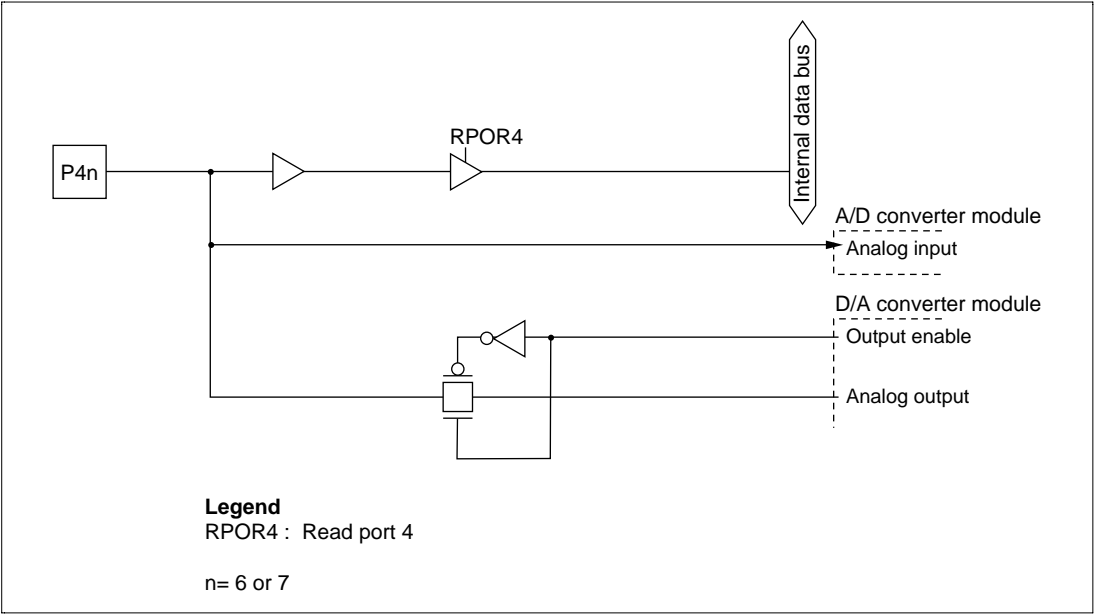 Internal data bus
RPOR4
P4n
A/D converter module
Analog input
D/A converter module
Output enable
Analog output
Legend
RPOR4 : Read port 4
n= 6 or 7